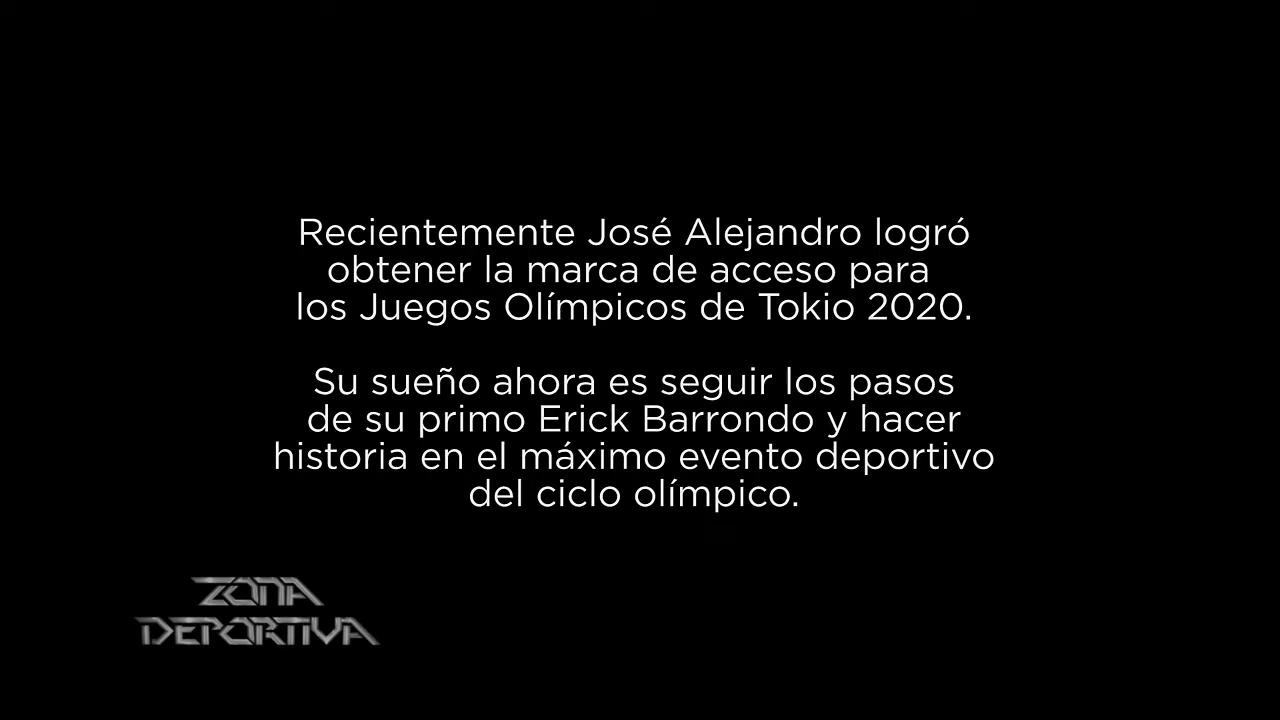 Recientemente José Alejandro logró
obtener la marca de acceso para
los Juegos Olímpicos de Tokio 2020.
Su sueño ahora es seguir los pasos
de su primo Erick Barrondo y hacer
historia en el máximo evento deportivo
del ciclo olímpico.
ZONA
DEPORTIVA